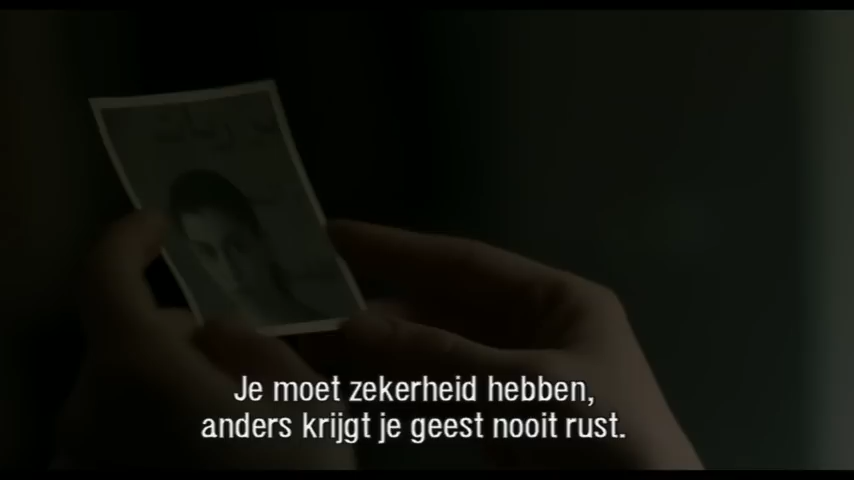 Je moet zekerheid hebben,
anders krijgt je geest nooit rust.